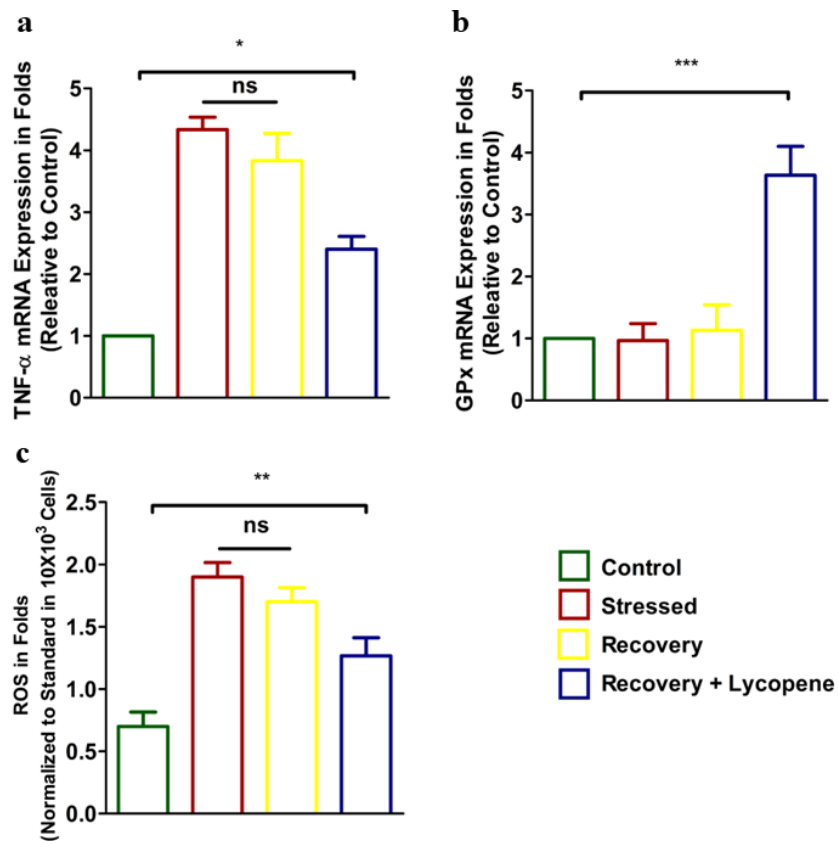 a
*
ns
TNF-α mRNA Expression in Folds
(Releative to Control)
5
4
3
2
1
0
b
***
GPx mRNA Expression in Folds
(Releative to Control)
5
4
3
2
1
0
c
**
ns
ROS in Folds
(Normalized to Standard in 10X10³ Cells)
2.5
2.0
1.5
1.0
0.5
0.0
Control
Stressed
Recovery
Recovery + Lycopene